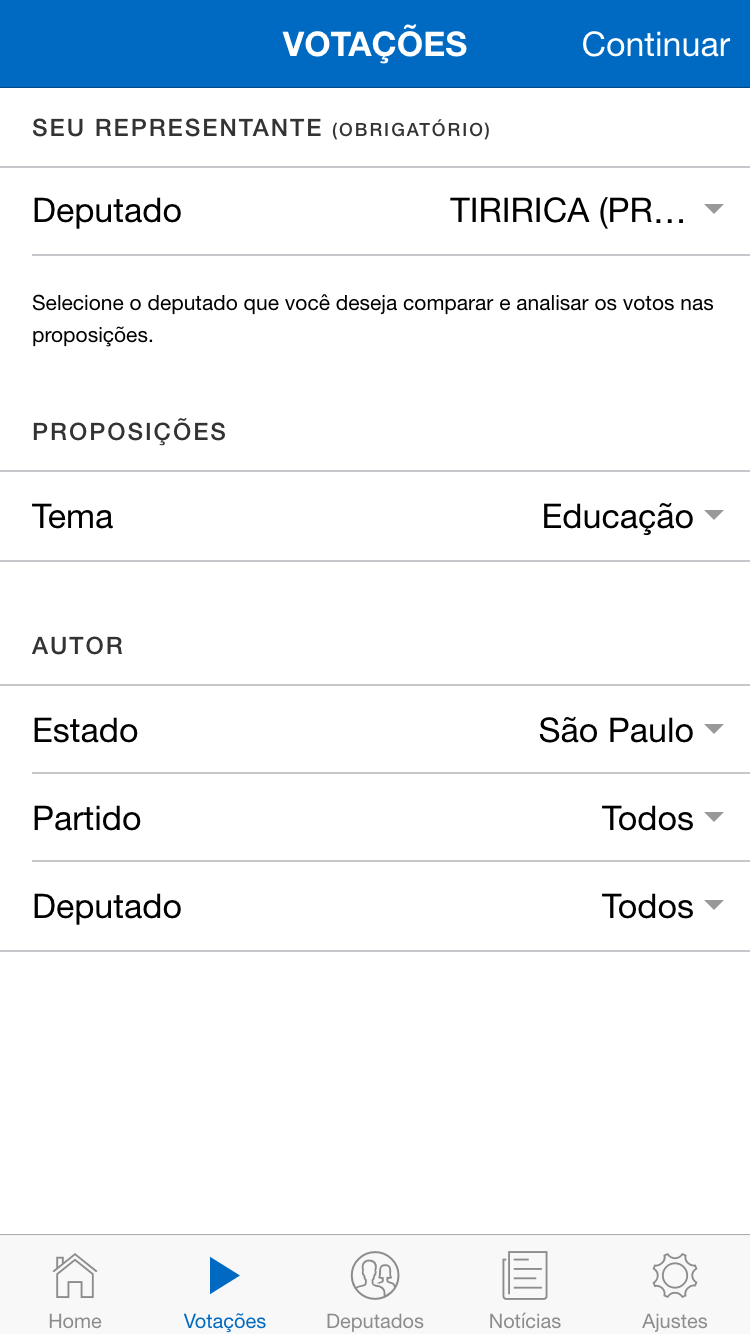 VOTAÇÕES Continuar
SEU REPRESENTANTE (OBRIGATÓRIO)
Deputado TIRIRICA (PR...
Selecione o deputado que você deseja comparar e analisar os votos nas
proposições.
PROPOSIÇÕES
Tema Educação
AUTOR
Estado São Paulo
Partido Todos
Deputado Todos
Home Votações Deputados Notícias Ajustes